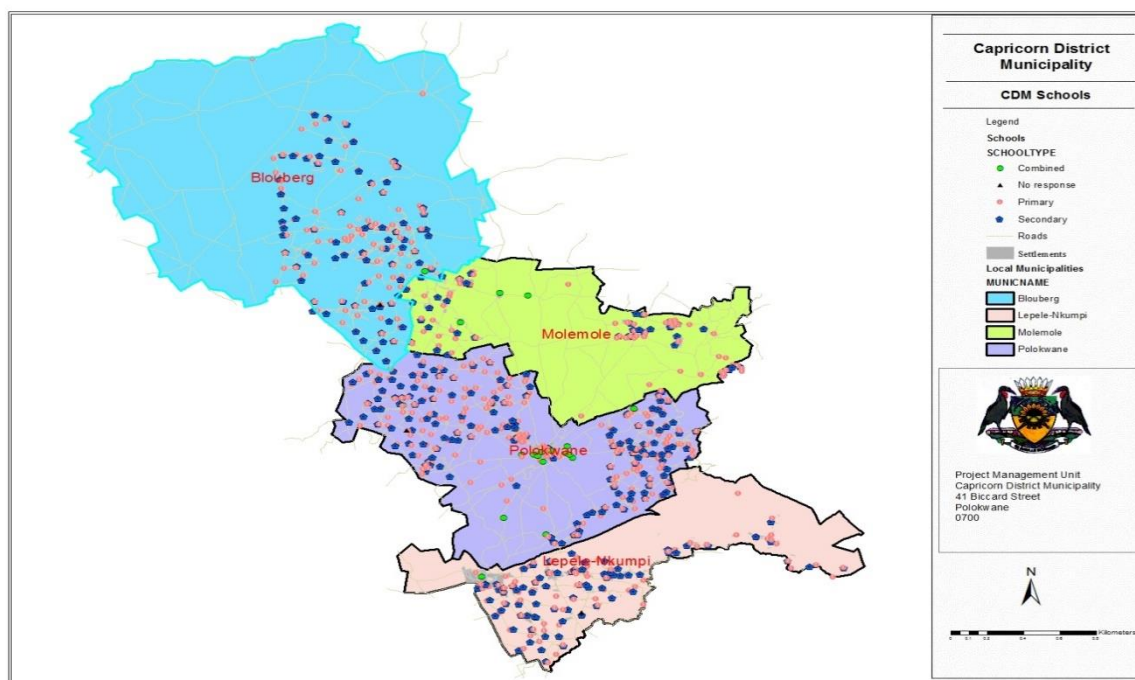 Blouberg
Molemole
Polokwane
Lepele-Nkumpi
Capricorn District
Municipality
CDM Schools
Legend
Schools
SCHOOLTYPE
Combined
No response
Primary
Secondary
Roads
Settlements
Local Municipalities
MUNICNAME
Blouberg
Lepele-Nkumpi
Molemole
Polokwane
Project Management Unit
Capricorn District Municipality
41 Biccard Street
Polokwane
0700
N
Kilometers